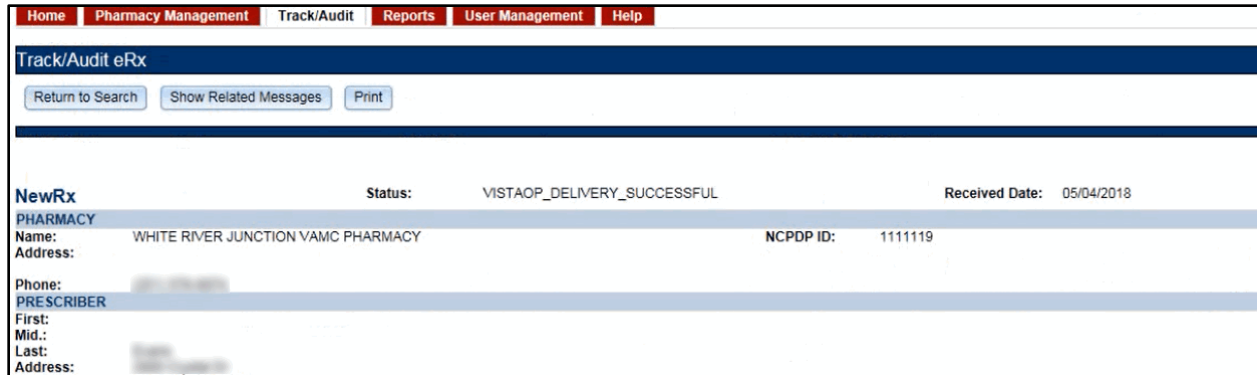 Home Pharmacy Management Track/Audit Reports User Management Help
Track/Audit eRx
Return to Search Show Related Messages Print
NewRx Status: VISTAOP_DELIVERY_SUCCESSFUL Received Date: 05/04/2018
PHARMACY
Name: WHITE RIVER JUNCTION VAMC PHARMACY NCPDP ID: 1111119
Address:
Phone:
PRESCRIBER
First:
Mid.:
Last:
Address: